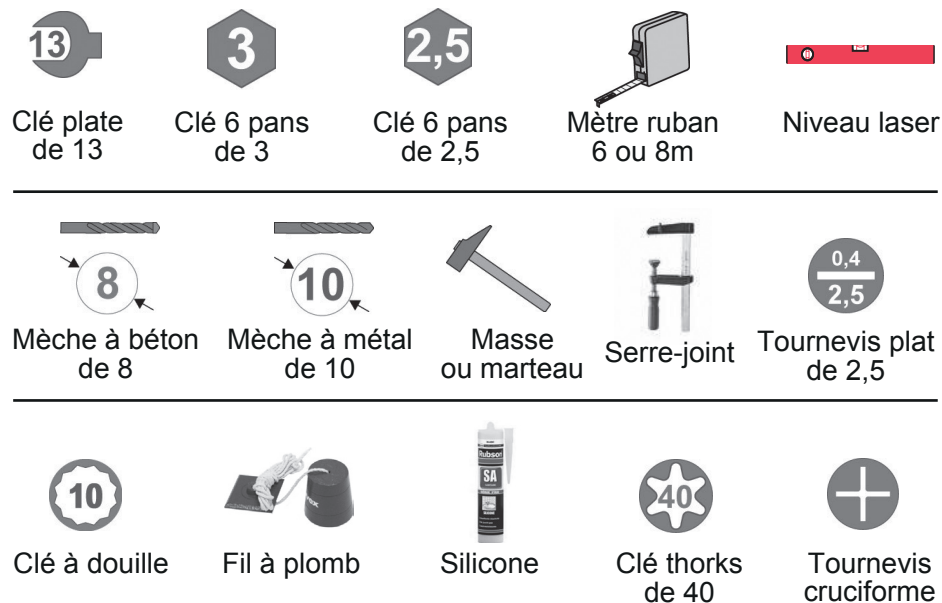 13
3
2,5
Clé plate
de 13
Clé 6 pans
de 3
Clé 6 pans
de 2,5
Mètre ruban
6 ou 8m
Niveau laser
8
10
0,4
2,5
Mèche à béton
de 8
Mèche à métal
de 10
Masse
ou marteau
Serre-joint
Tournevis plat
de 2,5
10
Rubson
SA
40
Clé à douille
Fil à plomb
Silicone
Clé thorks
de 40
Tournevis
cruciforme